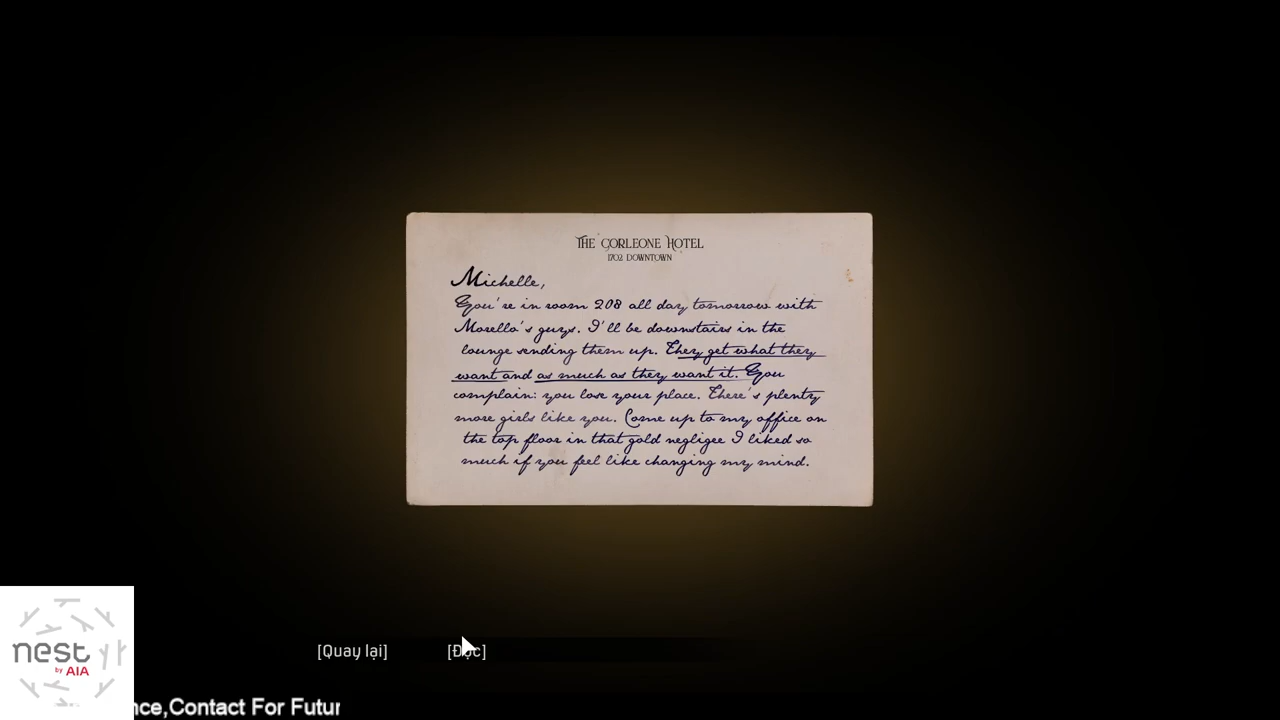 THE CORLEONE HOTEL
1702 DOWNTOWN
Michelle,
You're in room 208 all day tomorrow with
Morello's guys. I'll be downstairs in the
lounge sending them up. They get what they
want and as much as they want it. You
complain: you lose your place. There's plenty
more girls like you. Come up to my office on
the top floor in that gold negligee I liked so
much if you feel like changing my mind.
[Quay lại] [Đọc]
nest
by AIA
nce,Contact For Futur